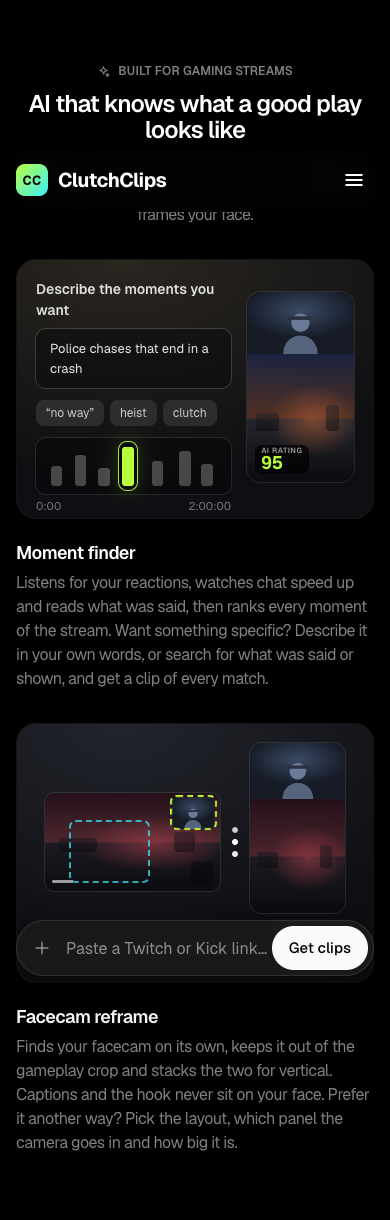 BUILT FOR GAMING STREAMS
AI that knows what a good play
looks like
CC ClutchClips
frames your face.
Describe the moments you
want
Police chases that end in a
crash
“no way” heist clutch
AI RATING
95
0:00 2:00:00
Moment finder
Listens for your reactions, watches chat speed up
and reads what was said, then ranks every moment
of the stream. Want something specific? Describe it
in your own words, or search for what was said or
shown, and get a clip of every match.
Paste a Twitch or Kick link... Get clips
Facecam reframe
Finds your facecam on its own, keeps it out of the
gameplay crop and stacks the two for vertical.
Captions and the hook never sit on your face. Prefer
it another way? Pick the layout, which panel the
camera goes in and how big it is.